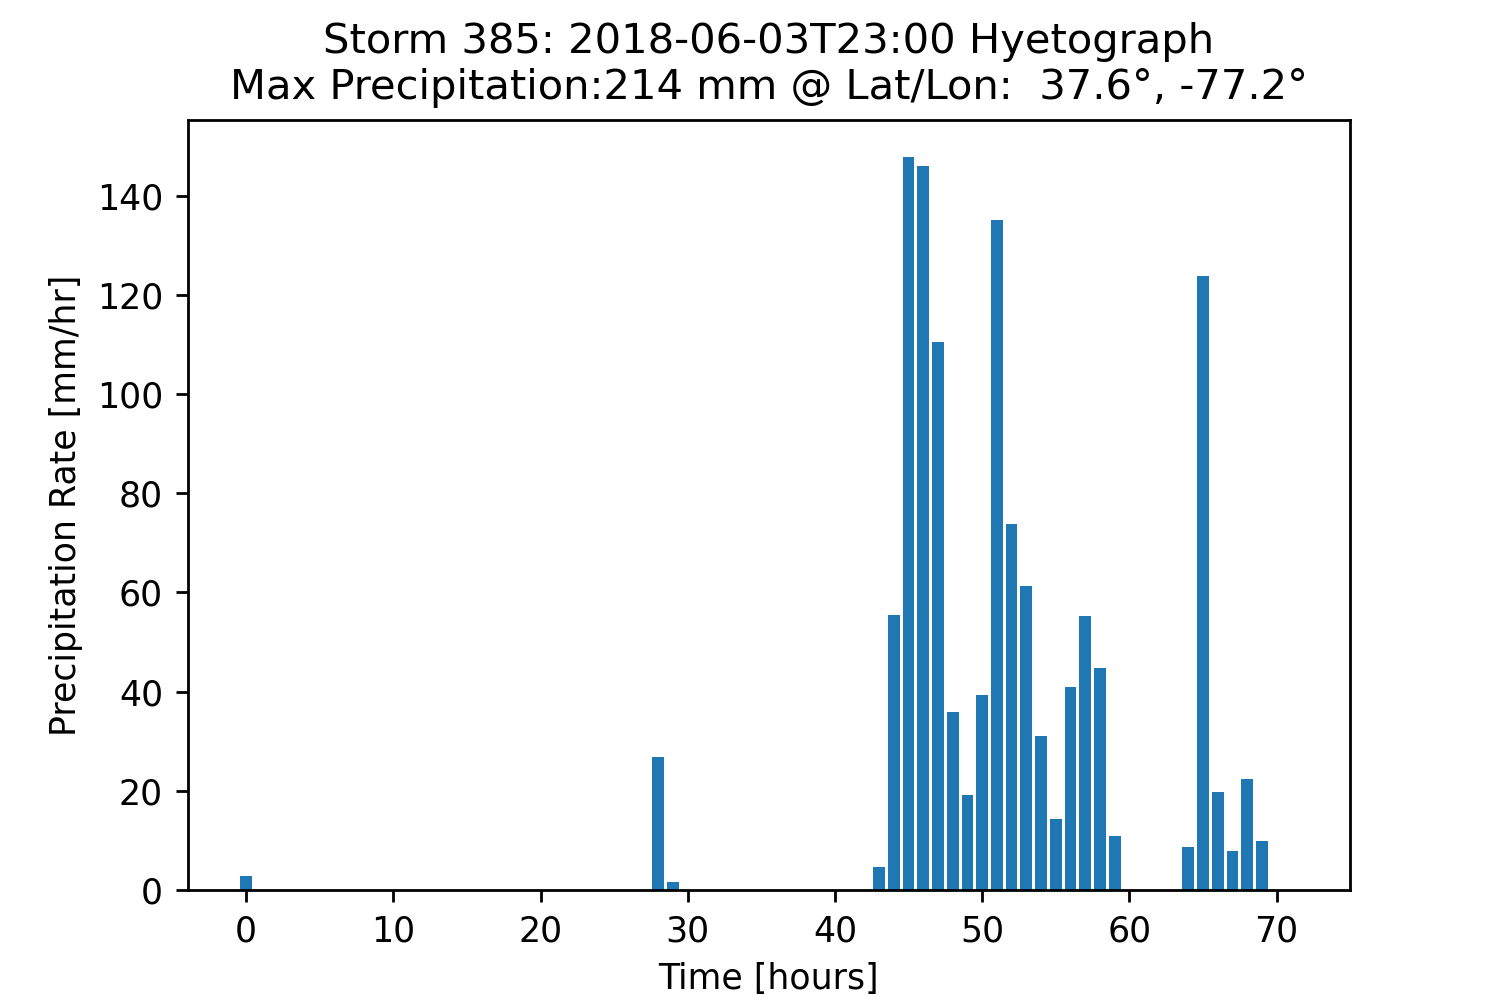 Storm 385: 2018-06-03T23:00 Hyetograph
Max Precipitation:214 mm @ Lat/Lon:  37.6°, -77.2°
Precipitation Rate [mm/hr]
140
120
100
80
60
40
20
0
0 10 20 30 40 50 60 70
Time [hours]